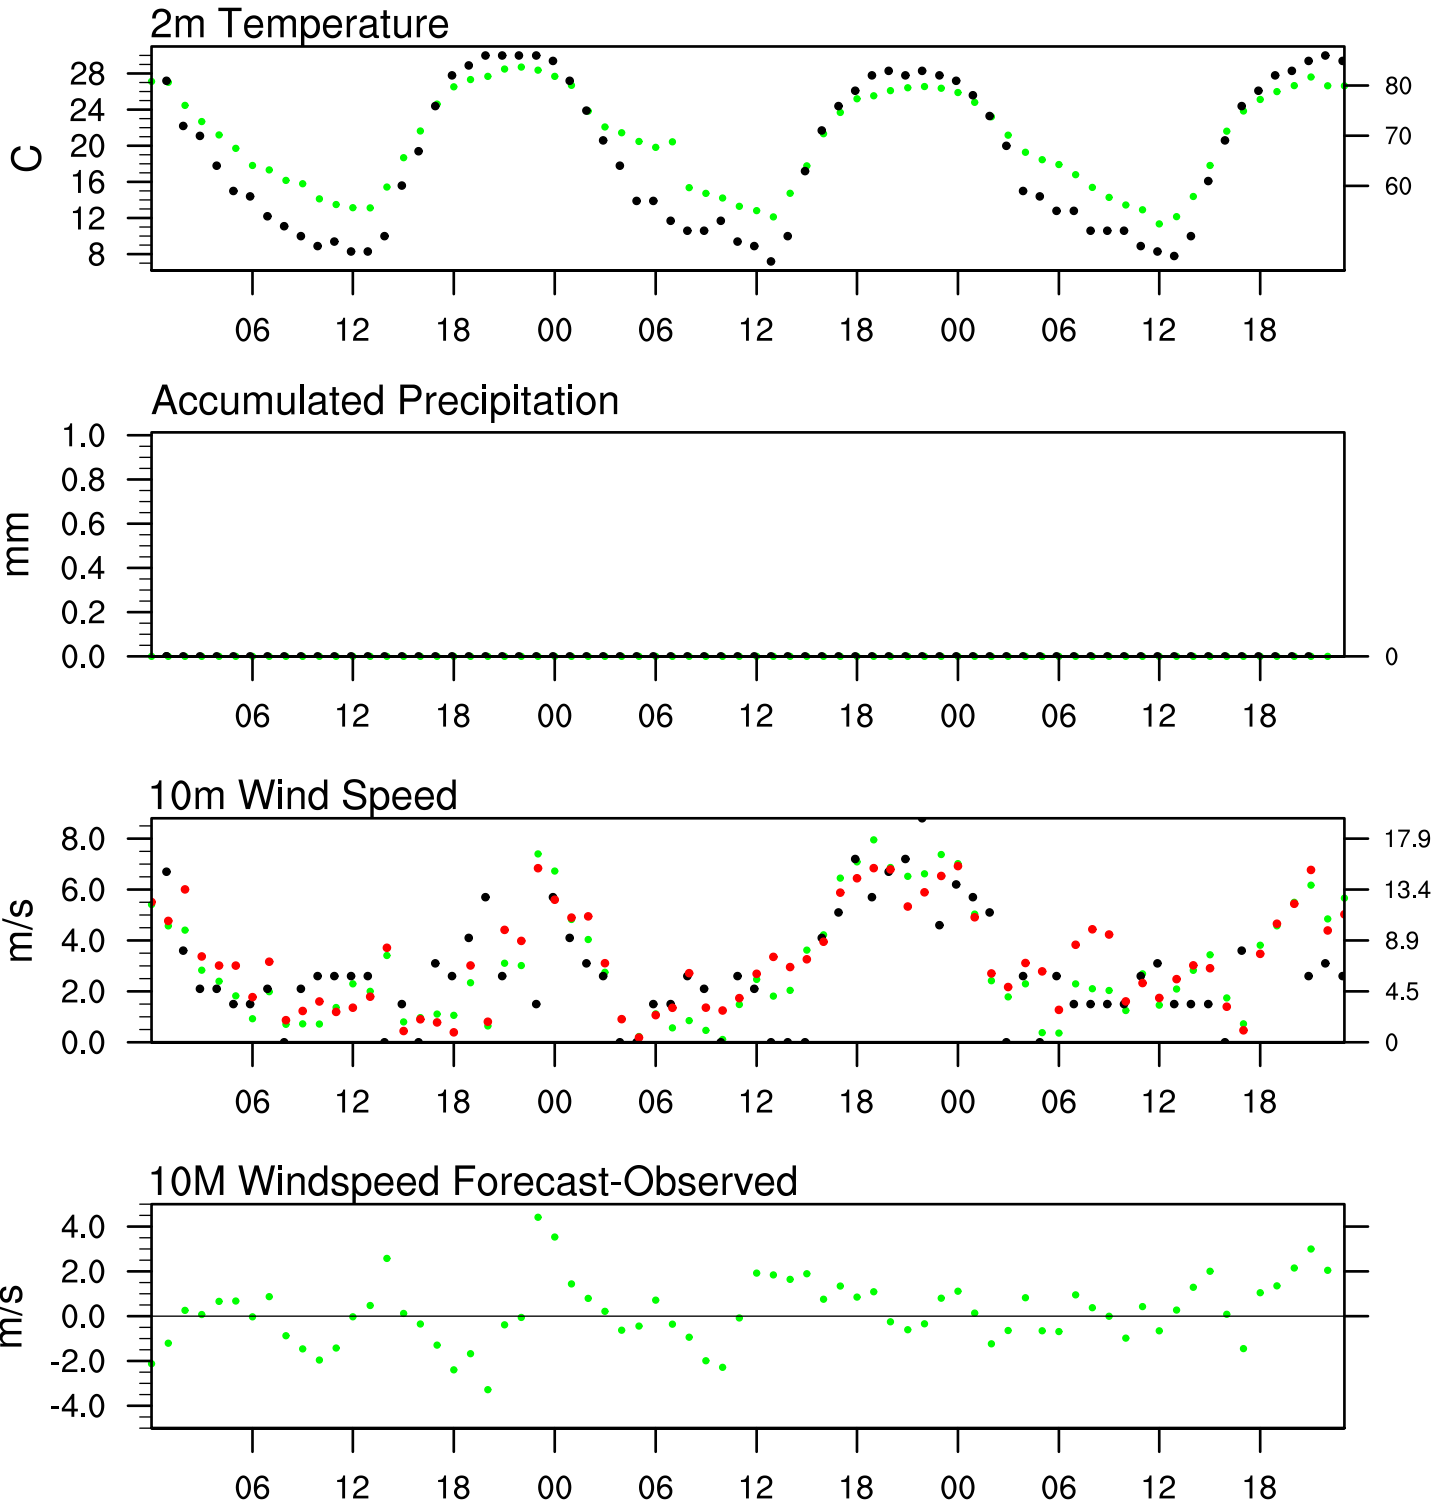 2m Temperature
28
24
20
16
12
8
C
80
70
60
06 12 18 00 06 12 18 00 06 12 18
Accumulated Precipitation
1.0
0.8
0.6
0.4
0.2
0.0
mm
0
06 12 18 00 06 12 18 00 06 12 18
10m Wind Speed
8.0
6.0
4.0
2.0
0.0
m/s
17.9
13.4
8.9
4.5
0
06 12 18 00 06 12 18 00 06 12 18
10M Windspeed Forecast-Observed
4.0
2.0
0.0
-2.0
-4.0
m/s
06 12 18 00 06 12 18 00 06 12 18